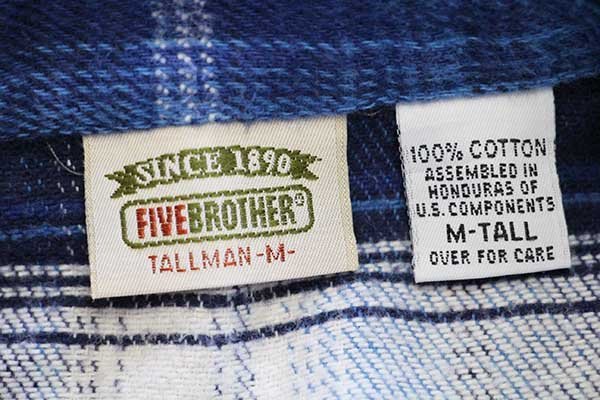 SINCE 1890
FIVEBROTHER®
TALLMAN-M-
100% COTTON
ASSEMBLED IN
HONDURAS OF
U.S. COMPONENTS
M-TALL
OVER FOR CARE